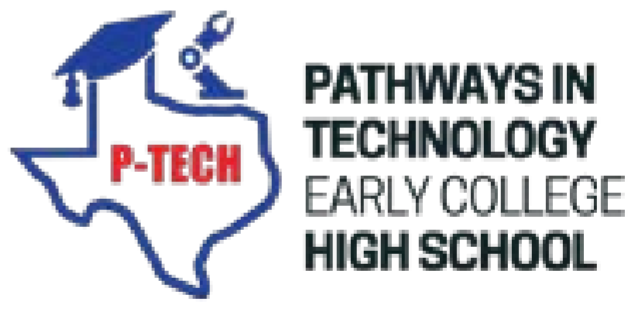 P-TECH
PATHWAYS IN
TECHNOLOGY
EARLY COLLEGE
HIGH SCHOOL